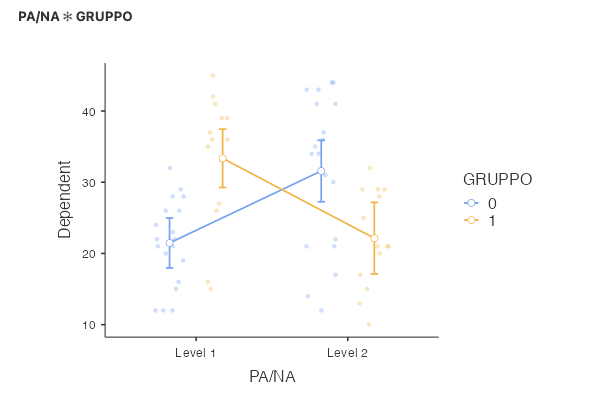 PA/NA ✻ GRUPPO
40
30
20
10
Dependent
Level 1
Level 2
PA/NA
GRUPPO
0
1